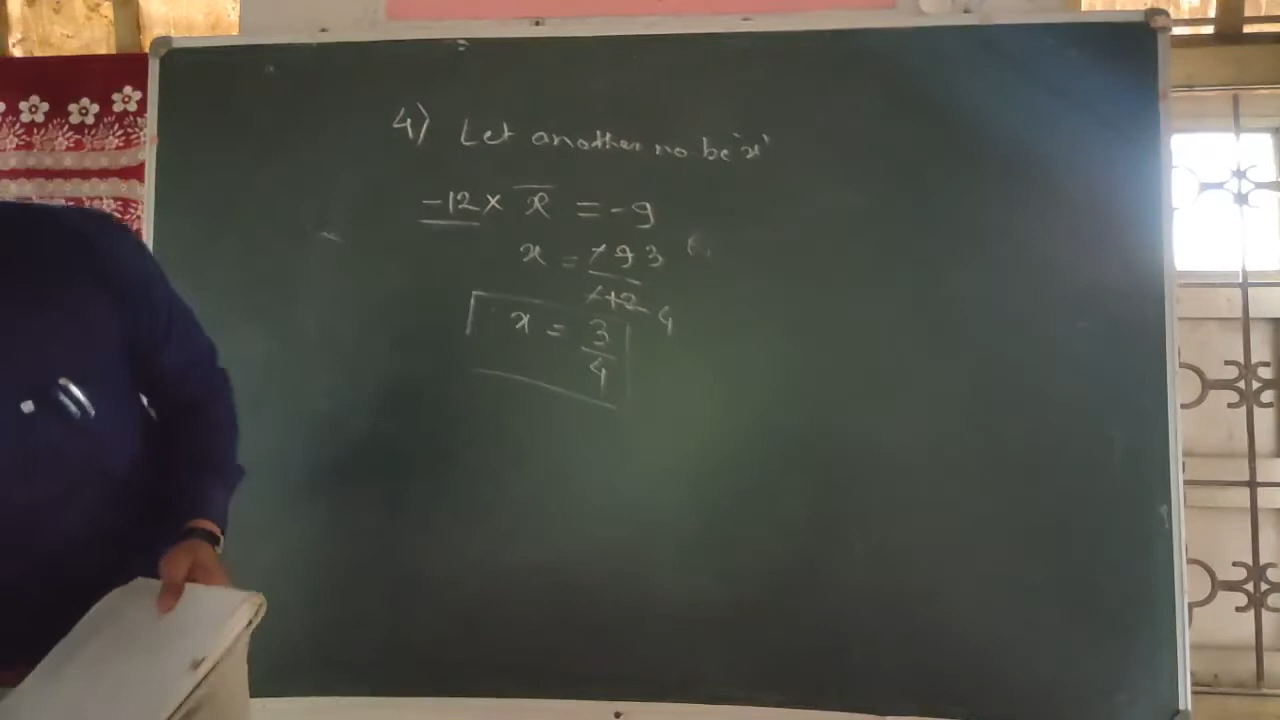 4) Let another no be 'x'
-12 × x = -9
x = -9 3
-12 4
x = 3
4